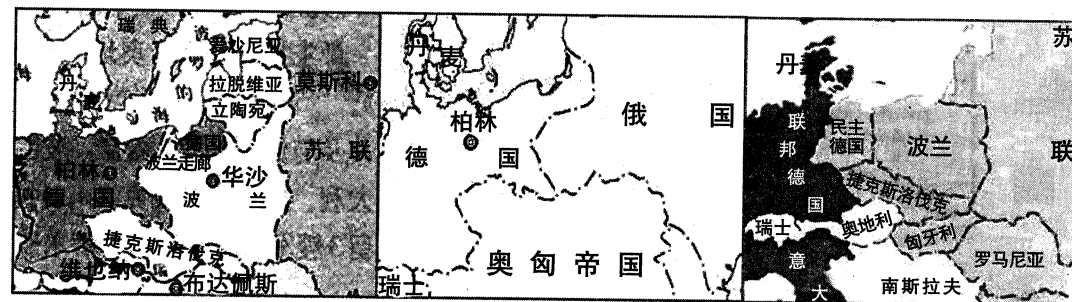 瑞典
爱沙尼亚
丹麦
拉脱维亚
莫斯科
立陶宛
德国
波兰走廊
苏联
柏林
华沙
德国
波兰
捷克斯洛伐克
维也纳
布达佩斯
丹麦
俄国
柏林
德国
奥匈帝国
瑞士
丹
苏联
联邦德国
民主
德国
波兰
捷克斯洛伐克
瑞士
奥地利
匈牙利
罗马尼亚
意大
南斯拉夫